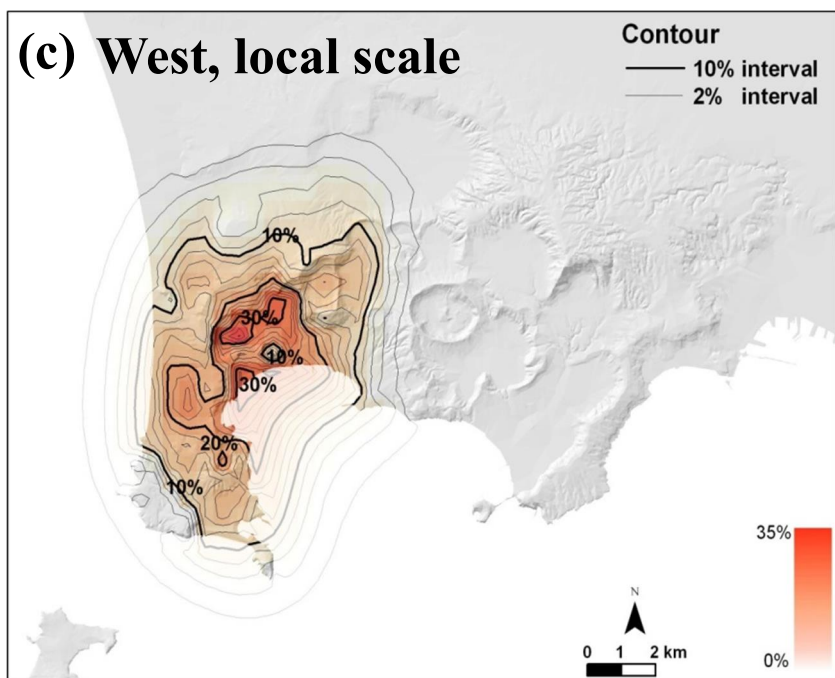 (c) West, local scale
Contour
10% interval
2% interval
10%
30%
10%
30%
20%
10%
35%
0%
N
0 1 2 km